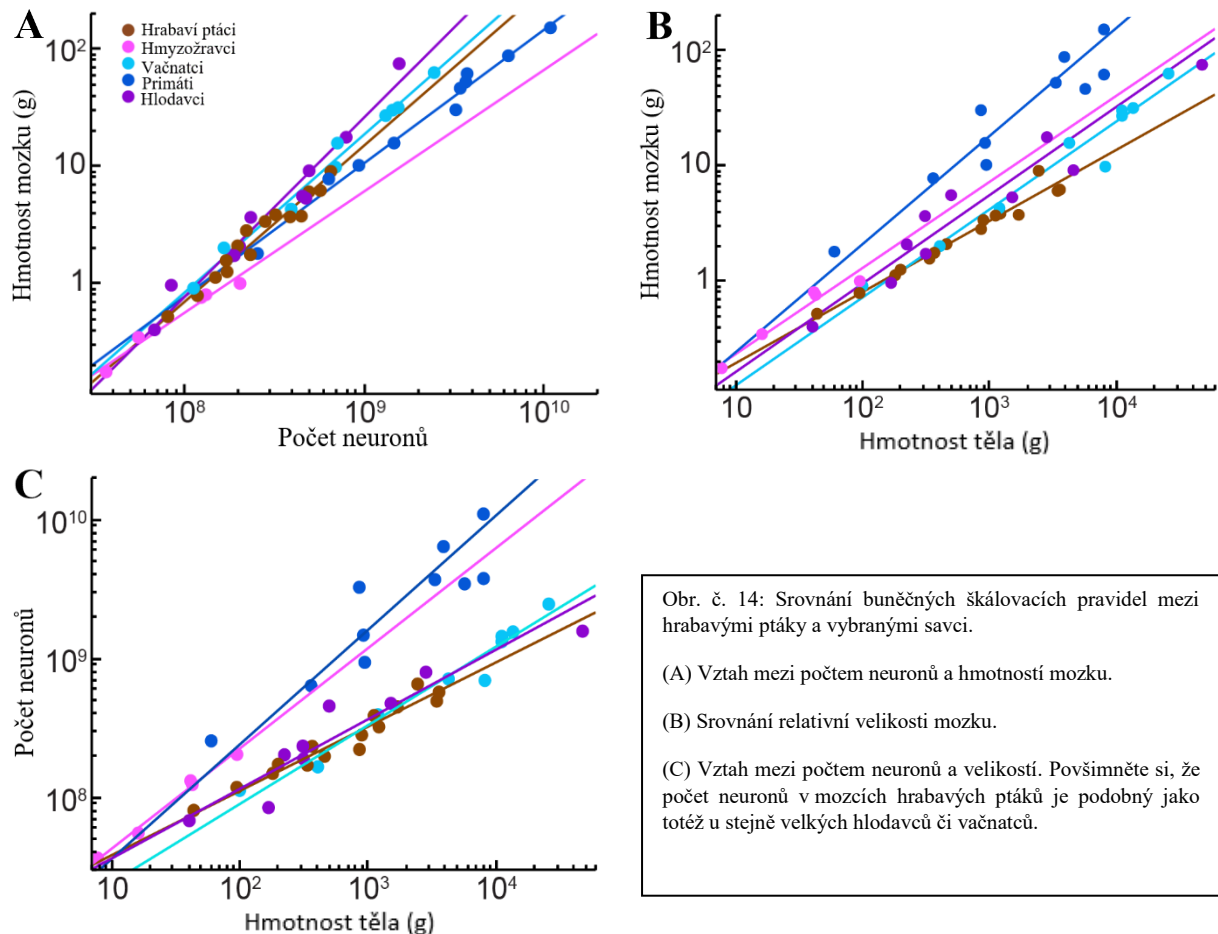 A
Hrabaví ptáci
Hmyzožravci
Vačnatci
Primáti
Hlodavci
Hmotnost mozku (g)
10²
10
1
10⁸
10⁹
10¹⁰
Počet neuronů
B
Hmotnost mozku (g)
10²
10
1
10
10²
10³
10⁴
Hmotnost těla (g)
C
Počet neuronů
10¹⁰
10⁹
10⁸
10
10²
10³
10⁴
Hmotnost těla (g)
Obr. č. 14: Srovnání buněčných škálovacích pravidel mezi
hrabavými ptáky a vybranými savci.
(A) Vztah mezi počtem neuronů a hmotností mozku.
(B) Srovnání relativní velikosti mozku.
(C) Vztah mezi počtem neuronů a velikostí. Povšimněte si, že
počet neuronů v mozcích hrabavých ptáků je podobný jako
totéž u stejně velkých hlodavců či vačnatců.